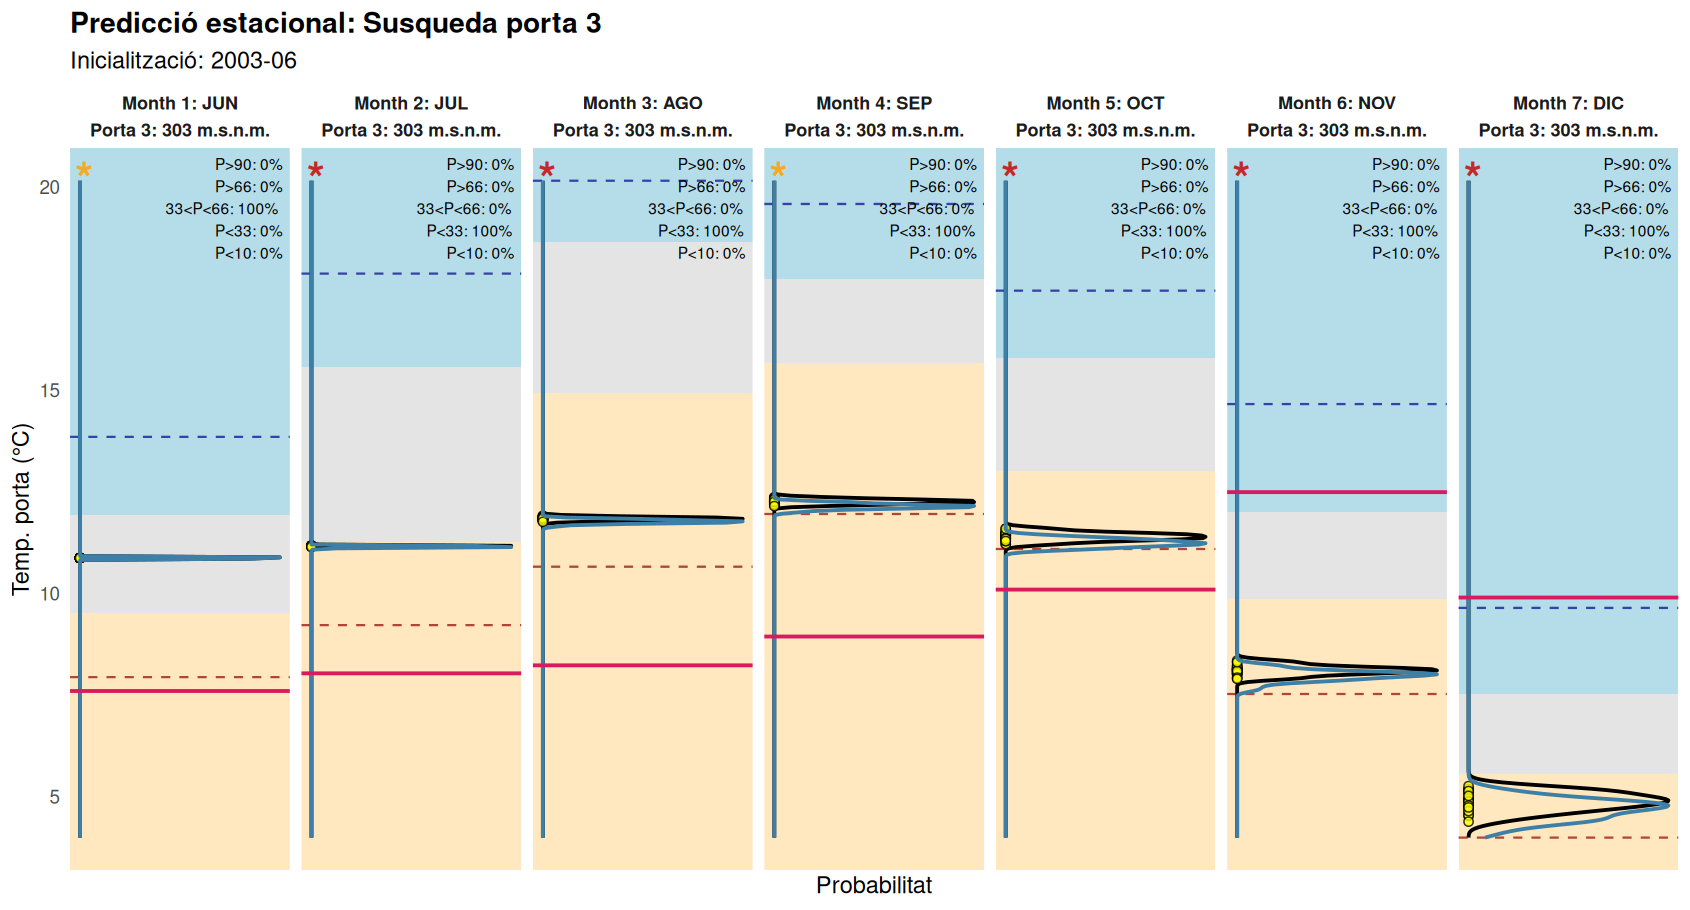 Predicció estacional: Susqueda porta 3
Inicialització: 2003-06
Month 1: JUN
Porta 3: 303 m.s.n.m.
Month 2: JUL
Porta 3: 303 m.s.n.m.
Month 3: AGO
Porta 3: 303 m.s.n.m.
Month 4: SEP
Porta 3: 303 m.s.n.m.
Month 5: OCT
Porta 3: 303 m.s.n.m.
Month 6: NOV
Porta 3: 303 m.s.n.m.
Month 7: DIC
Porta 3: 303 m.s.n.m.
*
P>90: 0%
P>66: 0%
33<P<66: 100%
P<33: 0%
P<10: 0%
*
P>90: 0%
P>66: 0%
33<P<66: 0%
P<33: 100%
P<10: 0%
*
P>90: 0%
P>66: 0%
33<P<66: 0%
P<33: 100%
P<10: 0%
*
P>90: 0%
P>66: 0%
33<P<66: 0%
P<33: 100%
P<10: 0%
*
P>90: 0%
P>66: 0%
33<P<66: 0%
P<33: 100%
P<10: 0%
*
P>90: 0%
P>66: 0%
33<P<66: 0%
P<33: 100%
P<10: 0%
*
P>90: 0%
P>66: 0%
33<P<66: 0%
P<33: 100%
P<10: 0%
20
15
10
5
Temp. porta (°C)
Probabilitat